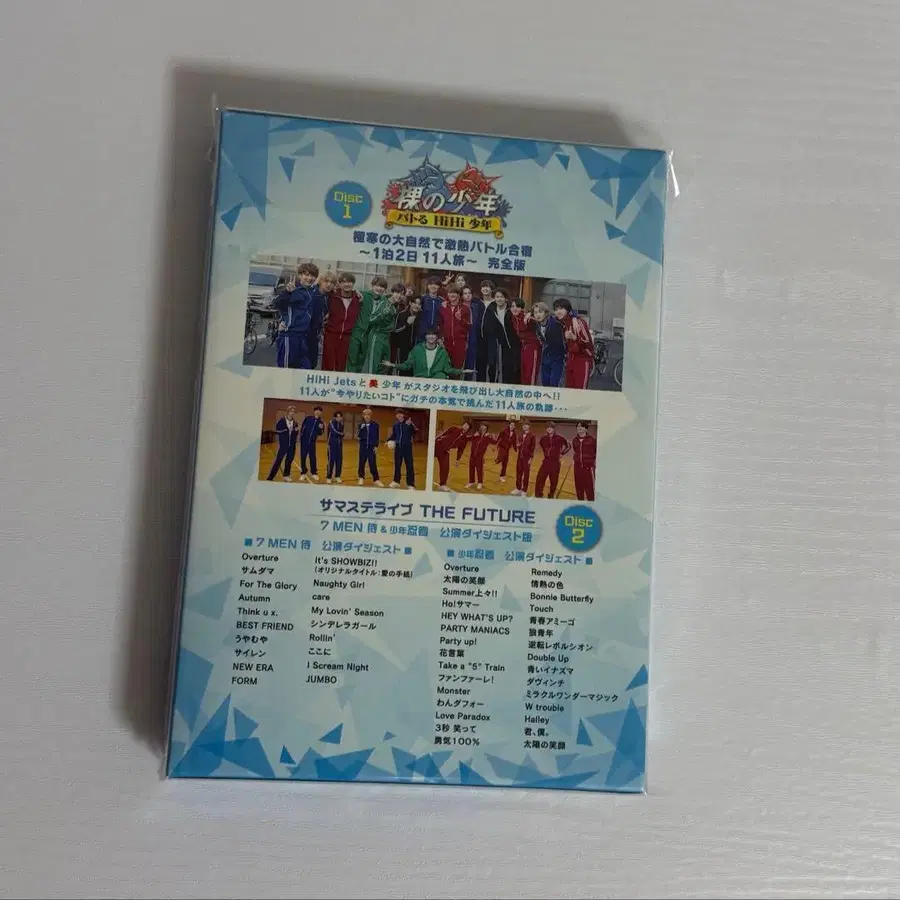 Disc
1
裸の少年
バトる HiHi 少年
極寒の大自然で激熱バトル合宿
～1泊2日 11人旅～ 完全版
HiHi Jetsと美 少年がスタジオを飛び出し大自然の中へ!!
11人が"今やりたいコト"にガチの本気で挑んだ11人旅の軌跡・・・
サマステライブ THE FUTURE
7 MEN 侍 & 少年忍者 公演ダイジェスト版
Disc
2
■ 7 MEN 侍 公演ダイジェスト ■
Overture
サムダマ
For The Glory
Autumn
Think u x.
BEST FRIEND
うやむや
サイレン
NEW ERA
FORM
It's SHOWBIZ!!
(オリジナルタイトル:愛の手紙)
Naughty Girl
care
My Lovin' Season
シンデレラガール
Rollin'
ここに
I Scream Night
JUMBO
■ 少年忍者 公演ダイジェスト ■
Overture
太陽の笑顔
Summer上々!!
Ho!サマー
HEY WHAT'S UP?
PARTY MANIACS
Party up!
花言葉
Take a "5" Train
ファンファーレ!
Monster
わんダフォー
Love Paradox
3秒 笑って
勇気100%
Remedy
情熱の色
Bonnie Butterfly
Touch
青春アミーゴ
狼青年
逆転レボルシオン
Double Up
青いイナズマ
ダヴィンチ
ミラクルワンダーマジック
W trouble
Halley
君、僕。
太陽の笑顔